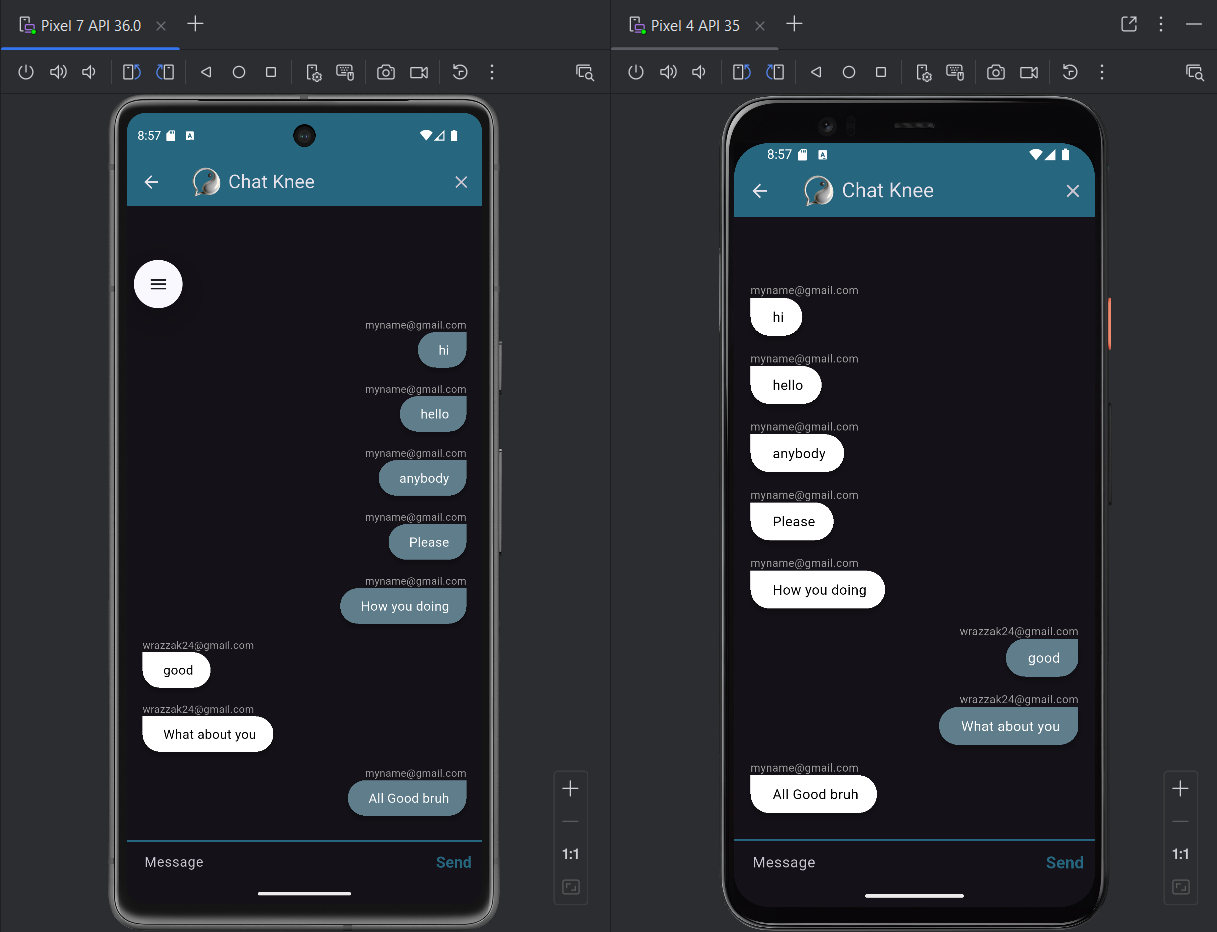 Pixel 7 API 36.0
8:57
A
Chat Knee
myname@gmail.com
hi
myname@gmail.com
hello
myname@gmail.com
anybody
myname@gmail.com
Please
myname@gmail.com
How you doing
wrazzak24@gmail.com
good
wrazzak24@gmail.com
What about you
myname@gmail.com
All Good bruh
Message Send
1:1
Pixel 4 API 35
8:57
A
Chat Knee
myname@gmail.com
hi
myname@gmail.com
hello
myname@gmail.com
anybody
myname@gmail.com
Please
myname@gmail.com
How you doing
wrazzak24@gmail.com
good
wrazzak24@gmail.com
What about you
myname@gmail.com
All Good bruh
Message Send
1:1